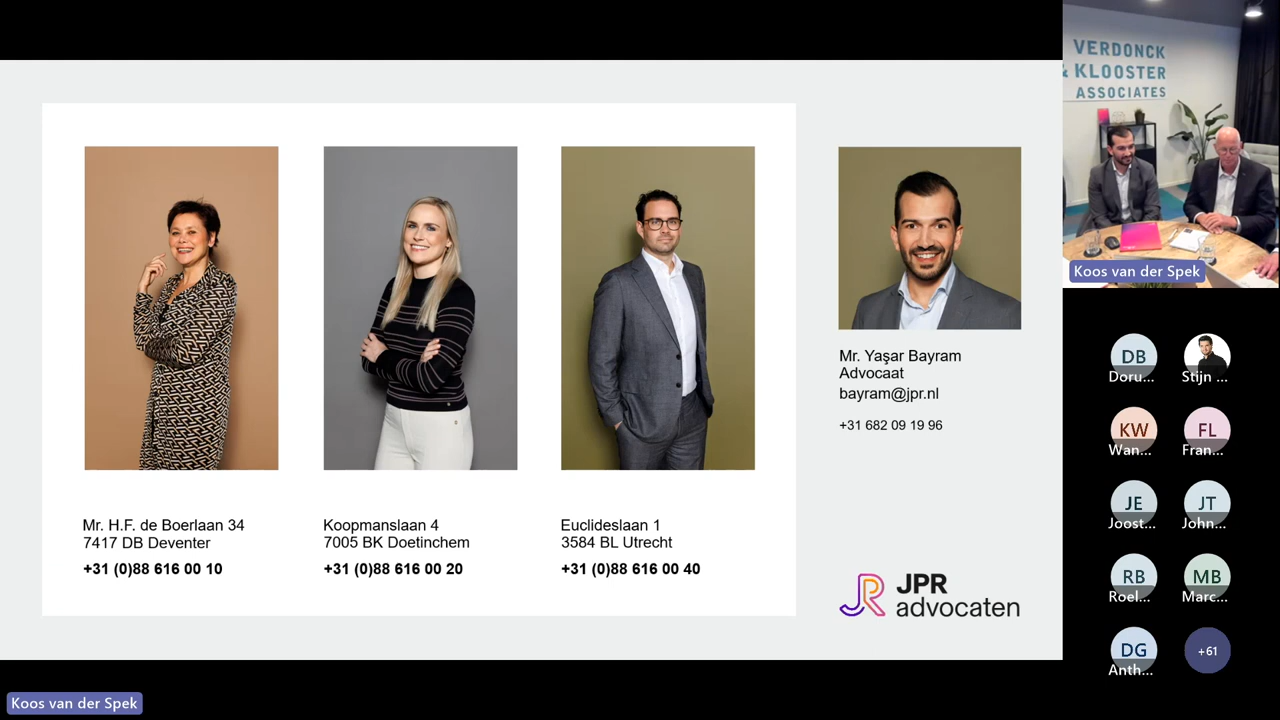 Mr. H.F. de Boerlaan 34
7417 DB Deventer
+31 (0)88 616 00 10
Koopmanslaan 4
7005 BK Doetinchem
+31 (0)88 616 00 20
Euclideslaan 1
3584 BL Utrecht
+31 (0)88 616 00 40
Mr. Yaşar Bayram
Advocaat
bayram@jpr.nl
+31 682 09 19 96
JPR
advocaten
VERDONCK
& KLOOSTER
ASSOCIATES
Koos van der Spek
DB
Doru...
Stijn ...
KW
Wan...
FL
Fran...
JE
Joost...
JT
John...
RB
Roel...
MB
Marc...
DG
Anth...
+61
Koos van der Spek